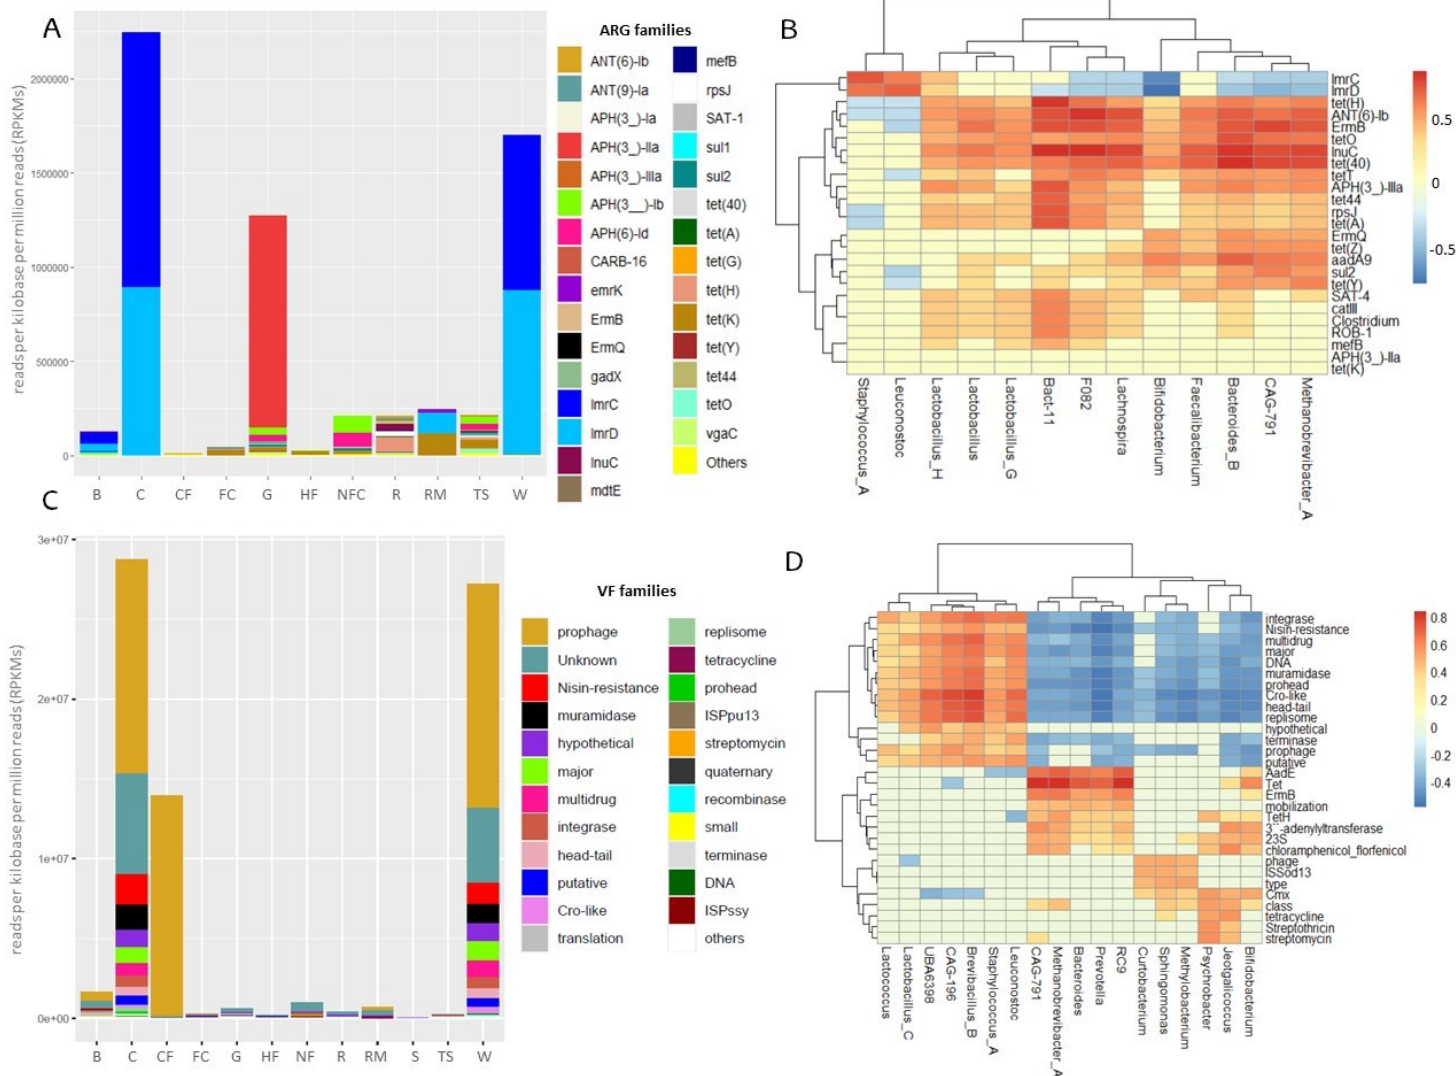 A
ARG families
reads per kilobase per million reads (RPKMs)
2000000
1500000
1000000
500000
0
B C CF FC G HF NFC R RM TS W
ANT(6)-Ib
ANT(9)-Ia
APH(3_)-Ia
APH(3_)-IIa
APH(3_)-IIIa
APH(3__)-Ib
APH(6)-Id
CARB-16
emrK
ErmB
ErmQ
gadX
lmrC
lmrD
lnuC
mdtE
mefB
rpsJ
SAT-1
sul1
sul2
tet(40)
tet(A)
tet(G)
tet(H)
tet(K)
tet(Y)
tet44
tetO
vgaC
Others
B
lmrC
lmrD
tet(H)
ANT(6)-Ib
ErmB
tetO
lnuC
tet(40)
tetT
APH(3_)-IIIa
tet44
rpsJ
tet(A)
ErmQ
tet(Z)
aadA9
sul2
tet(Y)
SAT-4
catIII
Clostridium
ROB-1
mefB
APH(3_)-IIa
tet(K)
0.5
0
-0.5
Staphylococcus_A
Leuconostoc
Lactobacillus_H
Lactobacillus
Lactobacillus_G
Bact-11
F082
Lachnospira
Bifidobacterium
Faecalibacterium
Bacteroides_B
CAG-791
Methanobrevibacter_A
C
VF families
reads per kilobase per million reads (RPKMs)
3e+07
2e+07
1e+07
0e+00
B C CF FC G HF NF R RM S TS W
prophage
Unknown
Nisin-resistance
muramidase
hypothetical
major
multidrug
integrase
head-tail
putative
Cro-like
translation
replisome
tetracycline
prohead
ISPpu13
streptomycin
quaternary
recombinase
small
terminase
DNA
ISPssy
others
D
integrase
Nisin-resistance
multidrug
major
DNA
muramidase
prohead
Cro-like
head-tail
replisome
hypothetical
terminase
prophage
putative
AadE
Tet
ErmB
mobilization
TetH
3``-adenylyltransferase
23S
chloramphenicol_florfenicol
phage
ISSod13
type
Cmx
class
tetracycline
Streptothricin
streptomycin
0.8
0.6
0.4
0.2
0
-0.2
-0.4
Lactococcus
Lactobacillus_C
UBA6398
CAG-196
Brevibacillus_B
Staphylococcus_A
Leuconostoc
CAG-791
Methanobrevibacter_A
Bacteroides
Prevotella
RC9
Curtobacterium
Sphingomonas
Methylobacterium
Psychrobacter
Jeotgalicoccus
Bifidobacterium